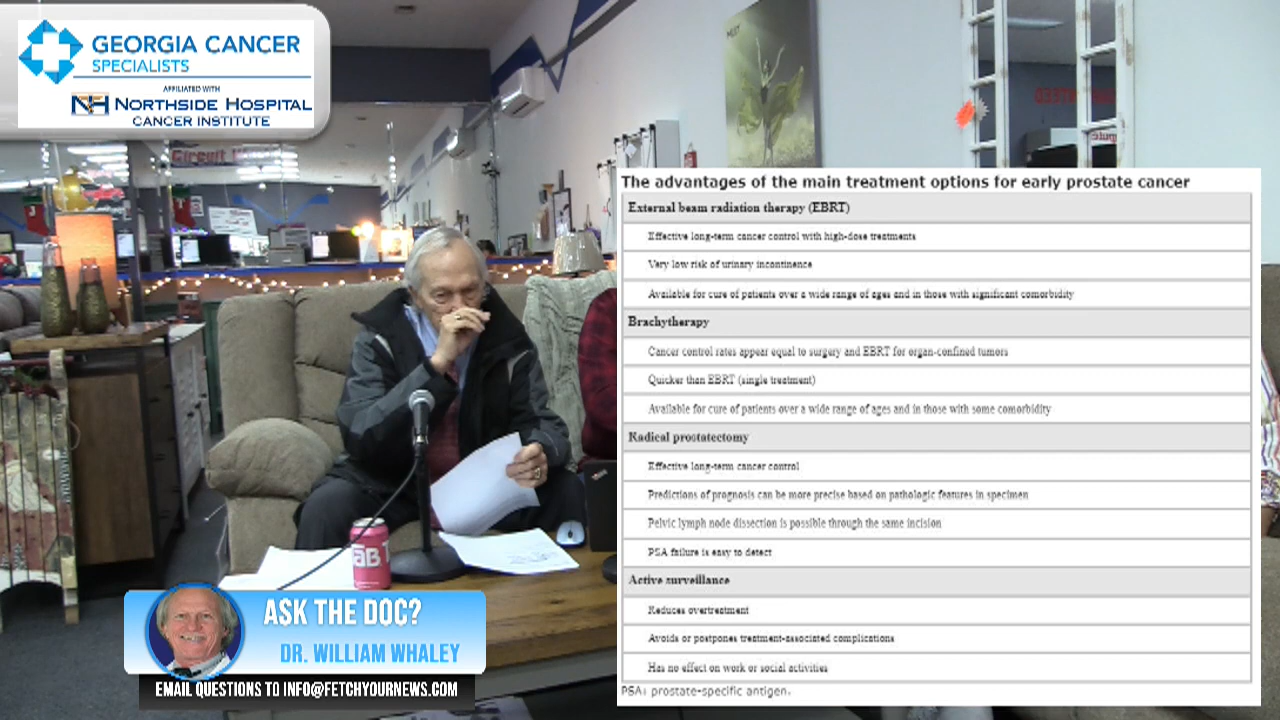 GEORGIA CANCER
SPECIALISTS
AFFILIATED WITH
NH NORTHSIDE HOSPITAL
CANCER INSTITUTE
The advantages of the main treatment options for early prostate cancer
External beam radiation therapy (EBRT)
Effective long-term cancer control with high-dose treatments
Very low risk of urinary incontinence
Available for cure of patients over a wide range of ages and in those with significant comorbidity
Brachytherapy
Cancer control rates appear equal to surgery and EBRT for organ-confined tumors
Quicker than EBRT (single treatment)
Available for cure of patients over a wide range of ages and in those with some comorbidity
Radical prostatectomy
Effective long-term cancer control
Predictions of prognosis can be more precise based on pathologic features in specimen
Pelvic lymph node dissection is possible through the same incision
PSA failure is easy to detect
Active surveillance
Reduces overtreatment
Avoids or postpones treatment-associated complications
Has no effect on work or social activities
PSA: prostate-specific antigen.
TaB
ASK THE DOC?
DR. WILLIAM WHALEY
EMAIL QUESTIONS TO INFO@FETCHYOURNEWS.COM